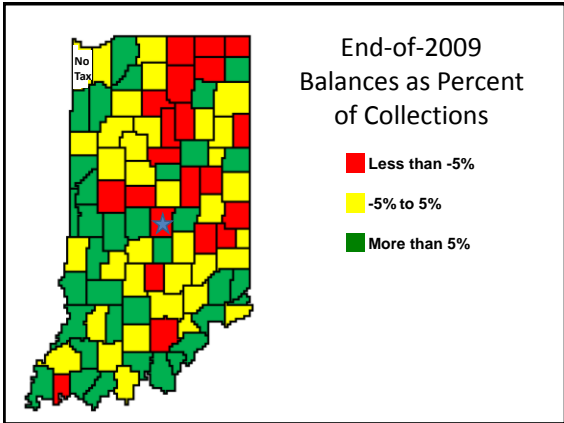 End-of-2009
Balances as Percent
of Collections
No
Tax
Less than -5%
-5% to 5%
More than 5%